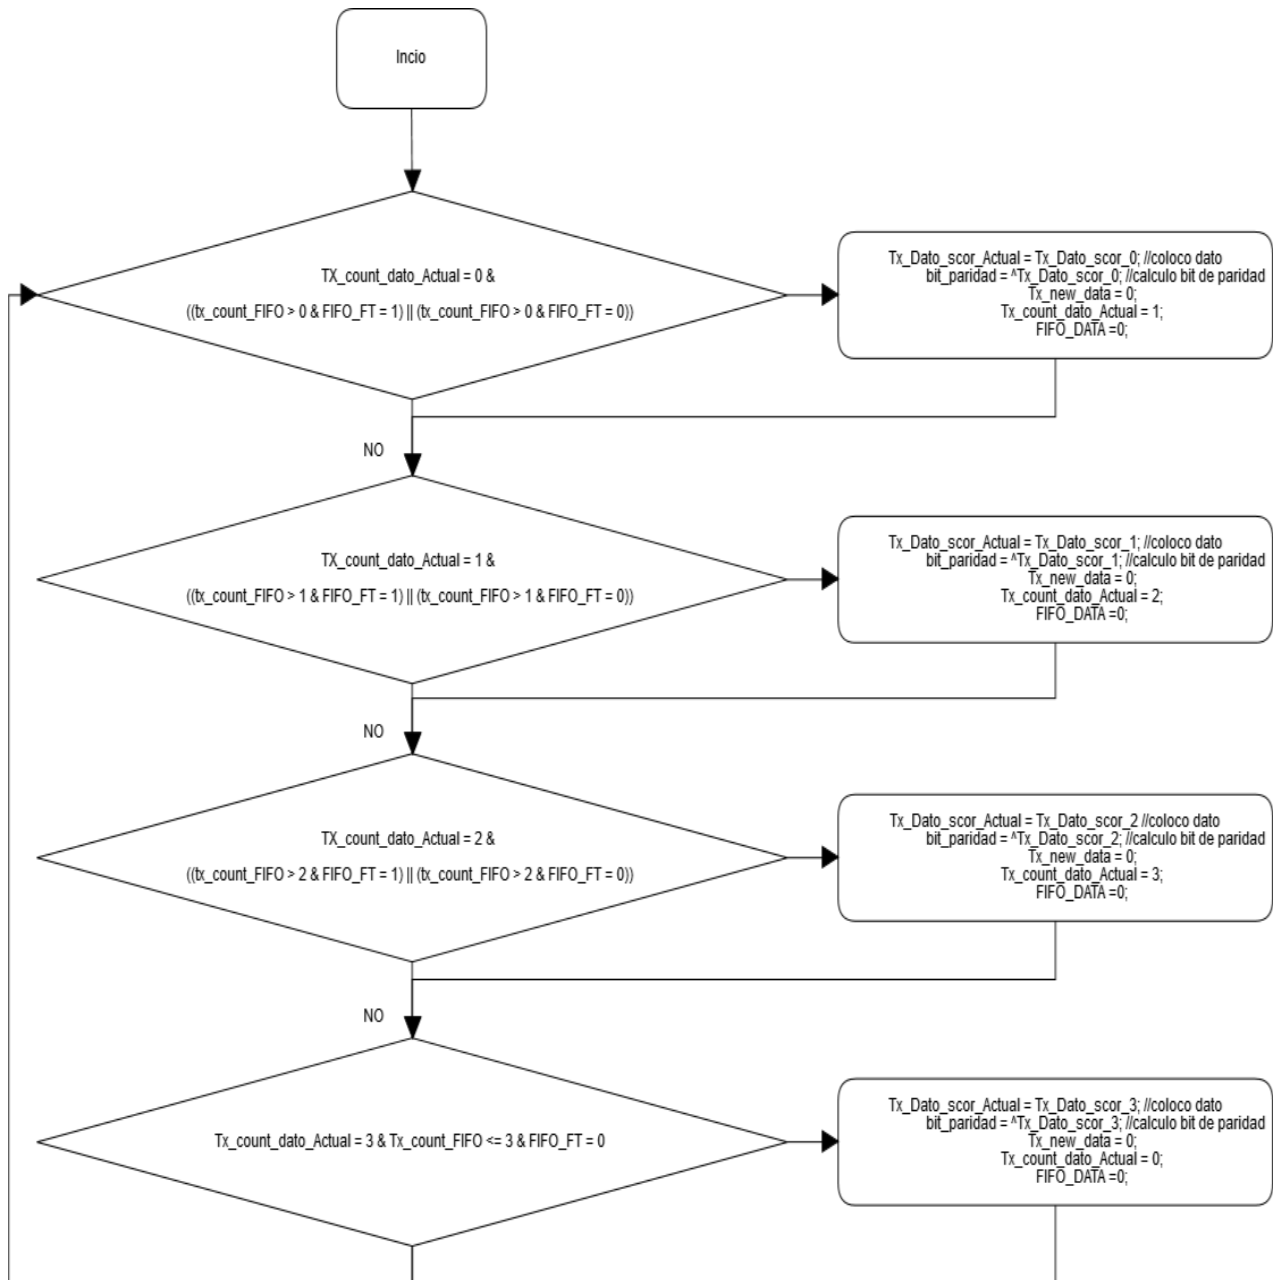 Incio
TX_count_dato_Actual = 0 &
((tx_count_FIFO > 0 & FIFO_FT = 1) || (tx_count_FIFO > 0 & FIFO_FT = 0))
Tx_Dato_scor_Actual = Tx_Dato_scor_0; //coloco dato
bit_paridad = ^Tx_Dato_scor_0; //calculo bit de paridad
Tx_new_data = 0;
Tx_count_dato_Actual = 1;
FIFO_DATA =0;
NO
TX_count_dato_Actual = 1 &
((tx_count_FIFO > 1 & FIFO_FT = 1) || (tx_count_FIFO > 1 & FIFO_FT = 0))
Tx_Dato_scor_Actual = Tx_Dato_scor_1; //coloco dato
bit_paridad = ^Tx_Dato_scor_1; //calculo bit de paridad
Tx_new_data = 0;
Tx_count_dato_Actual = 2;
FIFO_DATA =0;
NO
TX_count_dato_Actual = 2 &
((tx_count_FIFO > 2 & FIFO_FT = 1) || (tx_count_FIFO > 2 & FIFO_FT = 0))
Tx_Dato_scor_Actual = Tx_Dato_scor_2 //coloco dato
bit_paridad = ^Tx_Dato_scor_2; //calculo bit de paridad
Tx_new_data = 0;
Tx_count_dato_Actual = 3;
FIFO_DATA =0;
NO
Tx_count_dato_Actual = 3 & Tx_count_FIFO <= 3 & FIFO_FT = 0
Tx_Dato_scor_Actual = Tx_Dato_scor_3; //coloco dato
bit_paridad = ^Tx_Dato_scor_3; //calculo bit de paridad
Tx_new_data = 0;
Tx_count_dato_Actual = 0;
FIFO_DATA =0;